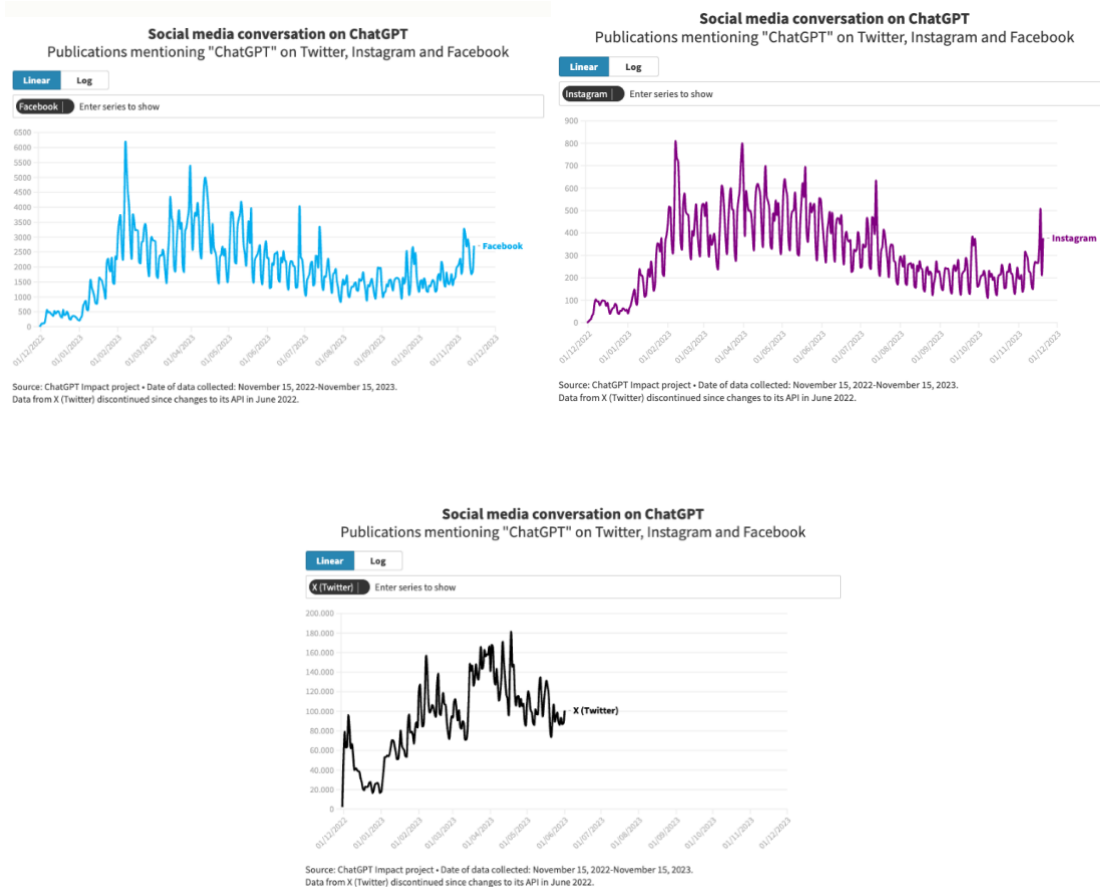 Social media conversation on ChatGPT
Publications mentioning "ChatGPT" on Twitter, Instagram and Facebook
Linear Log
Facebook Enter series to show
6500
6000
5500
5000
4500
4000
3500
3000
2500
2000
1500
1000
500
0
Facebook
01/12/2022 01/01/2023 01/02/2023 01/03/2023 01/04/2023 01/05/2023 01/06/2023 01/07/2023 01/08/2023 01/09/2023 01/10/2023 01/11/2023 01/12/2023
Source: ChatGPT Impact project • Date of data collected: November 15, 2022-November 15, 2023.
Data from X (Twitter) discontinued since changes to its API in June 2022.
Social media conversation on ChatGPT
Publications mentioning "ChatGPT" on Twitter, Instagram and Facebook
Linear Log
Instagram Enter series to show
900
800
700
600
500
400
300
200
100
0
Instagram
01/12/2022 01/01/2023 01/02/2023 01/03/2023 01/04/2023 01/05/2023 01/06/2023 01/07/2023 01/08/2023 01/09/2023 01/10/2023 01/11/2023 01/12/2023
Source: ChatGPT Impact project • Date of data collected: November 15, 2022-November 15, 2023.
Data from X (Twitter) discontinued since changes to its API in June 2022.
Social media conversation on ChatGPT
Publications mentioning "ChatGPT" on Twitter, Instagram and Facebook
Linear Log
X (Twitter) Enter series to show
200.000
180.000
160.000
140.000
120.000
100.000
80.000
60.000
40.000
20.000
0
X (Twitter)
01/12/2022 01/01/2023 01/02/2023 01/03/2023 01/04/2023 01/05/2023 01/06/2023 01/07/2023 01/08/2023 01/09/2023 01/10/2023 01/11/2023 01/12/2023
Source: ChatGPT Impact project • Date of data collected: November 15, 2022-November 15, 2023.
Data from X (Twitter) discontinued since changes to its API in June 2022.